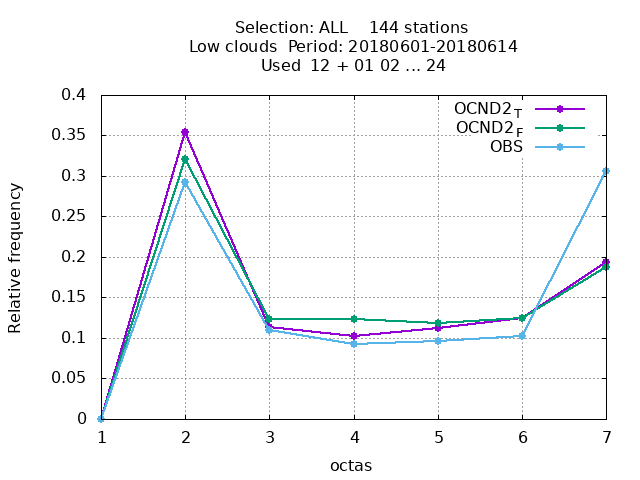 Selection: ALL    144 stations
Low clouds  Period: 20180601-20180614
Used  12 + 01 02 ... 24
0.4
0.35
0.3
0.25
0.2
0.15
0.1
0.05
0
Relative frequency
OCND2T
OCND2F
OBS
1 2 3 4 5 6 7
octas